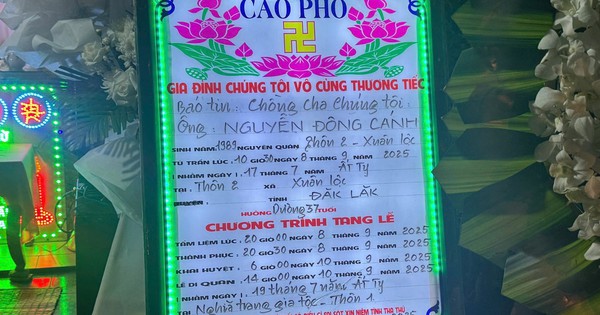 CÁO PHÓ
GIA ĐÌNH CHÚNG TÔI VÔ CÙNG THƯƠNG TIẾC
Báo tin: Chồng Cha Chúng tôi:
Ông: NGUYỄN ĐÔNG CANH
SINH NĂM: 1989 NGUYÊN QUÁN Thôn 2 - Xuân lộc
TỪ TRẦN LÚC: 10 GIỜ 30 NGÀY 8 THÁNG 9 NĂM 2025
NHẰM NGÀY 17 THÁNG 7 NĂM ẤT Tỵ
TẠI: Thôn 2 XÃ Xuân lộc
TỈNH ĐĂK LĂK
HƯỞNG Dương 37 TUỔI
CHƯƠNG TRÌNH TANG LỄ
TẨM LIỆM LÚC: 20 GIỜ 00 NGÀY 8 THÁNG 9 NĂM 2025
THÀNH PHỤC: 20 GIỜ 30 NGÀY 8 THÁNG 9 NĂM 2025
KHAI HUYỆT: 6 GIỜ 00 NGÀY 10 THÁNG 9 NĂM 2025
LỄ DI QUAN: 14 GIỜ 00 NGÀY 10 THÁNG 9 NĂM 2025
NHẰM NGÀY: 19 tháng 7 năm Ất Tỵ
TẠI: Nghĩa trang gia tộc - Thôn 1